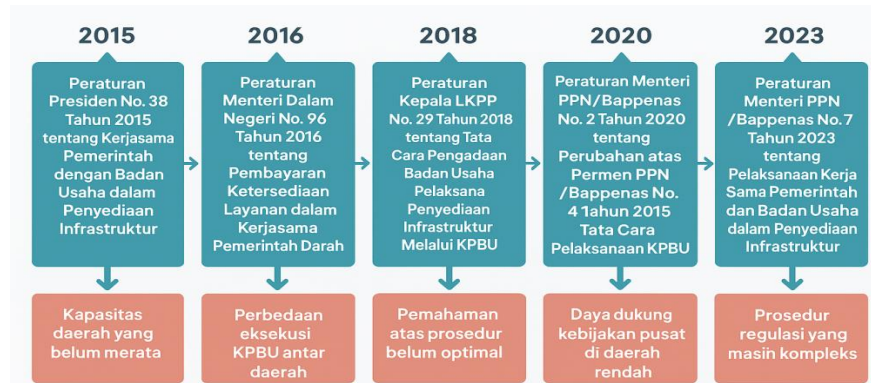 2015
Peraturan
Presiden No. 38
Tahun 2015
tentang Kerjasama
Pemerintah
dengan Badan
Usaha dalam
Penyediaan
Infrastruktur
Kapasitas
daerah yang
belum merata
2016
Peraturan
Menteri Dalam
Negeri No. 96
Tahun 2016
tentang
Pembayaran
Ketersediaan
Layanan dalam
Kerjasama
Pemerintah Darah
Perbedaan
eksekusi
KPBU antar
daerah
2018
Peraturan
Kepala LKPP
No. 29 Tahun 2018
tentang Tata
Cara Pengadaan
Badan Usaha
Pelaksana
Penyediaan
Infrastruktur
Melalui KPBU
Pemahaman
atas prosedur
belum optimal
2020
Peraturan Menteri
PPN/Bappenas
No. 2 Tahun 2020
tentang
Perubahan atas
Permen PPN
/Bappenas No.
4 1ahun 2015
Tata Cara
Pelaksanaan KPBU
Daya dukung
kebijakan pusat
di daerah
rendah
2023
Peraturan
Menteri PPN
/Bappenas No. 7
Tahun 2023
tentang
Pelaksanaan Kerja
Sama Pemerintah
dan Badan Usaha
dalam Penyediaan
Infrastruktur
Prosedur
regulasi yang
masin kompleks